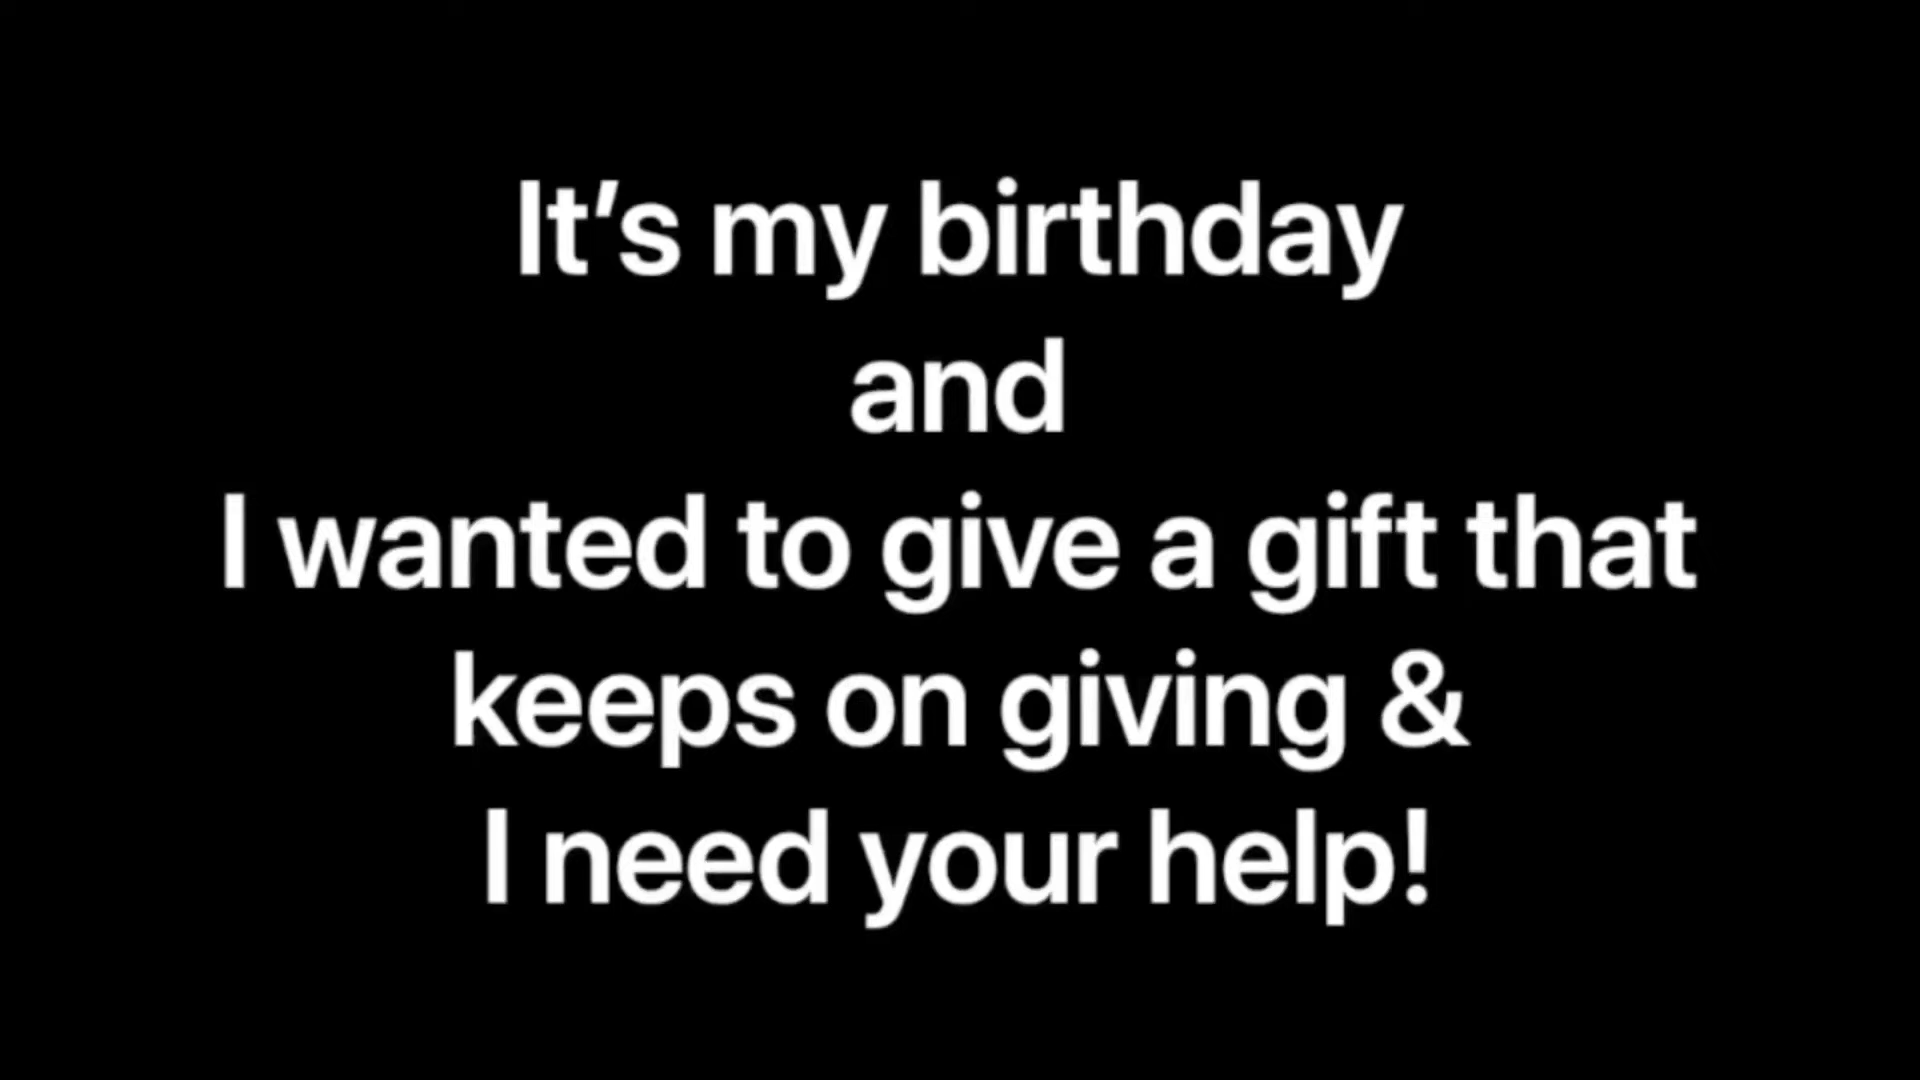 It’s my birthday
and
I wanted to give a gift that
keeps on giving &
I need your help!